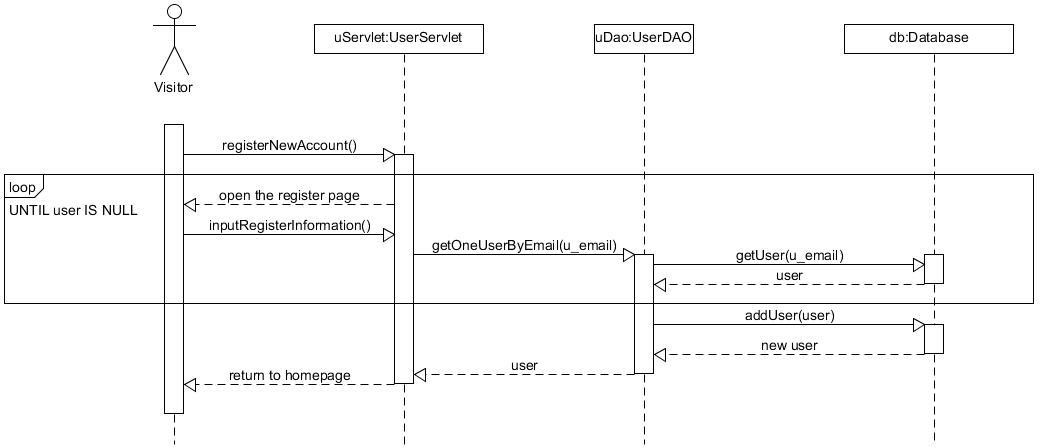 uServlet:UserServlet
uDao:UserDAO
db:Database
Visitor
registerNewAccount()
loop
UNTIL user IS NULL
open the register page
inputRegisterInformation()
getOneUserByEmail(u_email)
getUser(u_email)
user
addUser(user)
new user
user
return to homepage